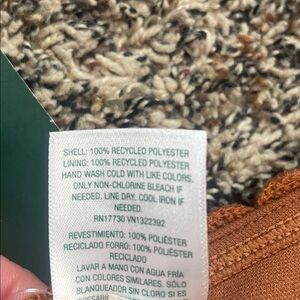 SHELL: 100% RECYCLED POLYESTER
LINING: 100% RECYCLED POLYESTER
HAND WASH COLD WITH LIKE COLORS.
ONLY NON-CHLORINE BLEACH IF
NEEDED. LINE DRY. COOL IRON IF
NEEDED.
RN17730 VN1322392
REVESTIMIENTO: 100% POLIÉSTER
RECICLADO FORRO: 100% POLIÉSTER
RECICLADO
LAVAR A MANO CON AGUA FRÍA
CON COLORES SIMILARES. SÓLO
BLANQUEADOR SIN CLORO SI ES